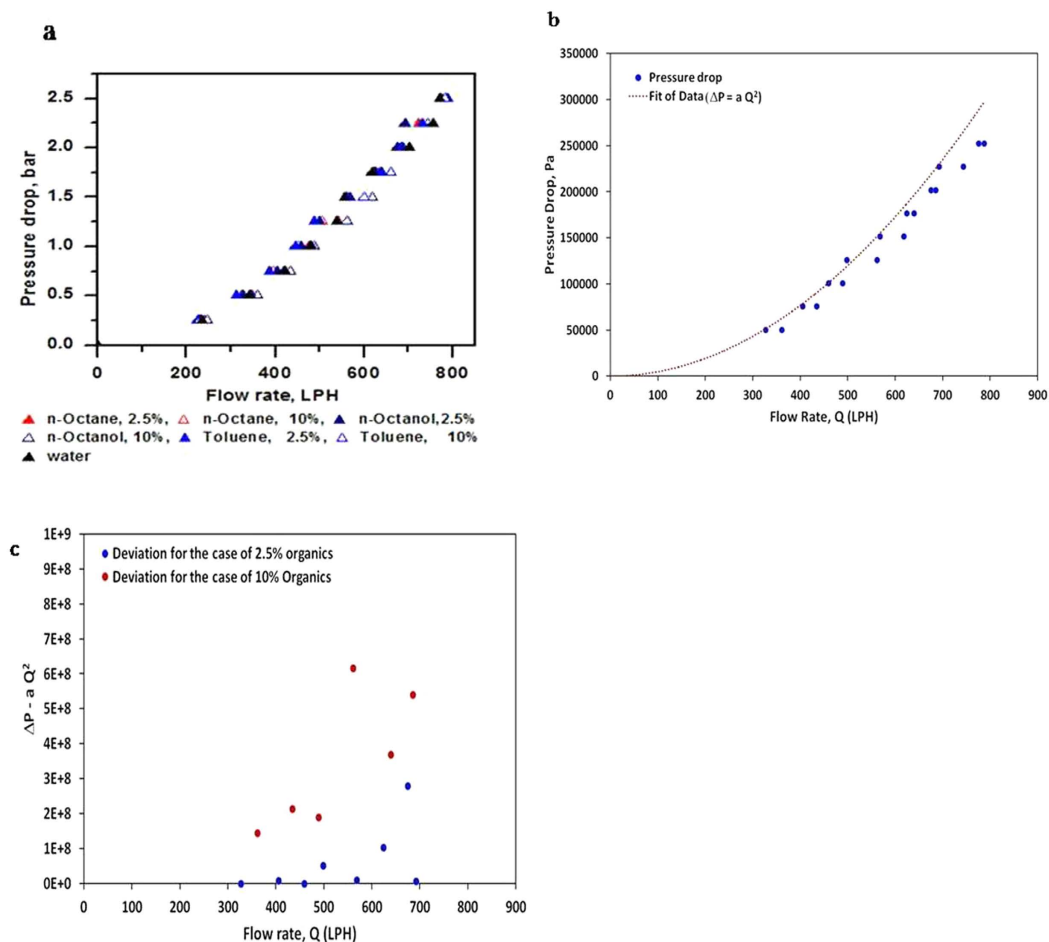 a
Pressure drop, bar
2.5
2.0
1.5
1.0
0.5
0.0
0 200 400 600 800
Flow rate, LPH
n-Octane, 2.5%, n-Octane, 10%, n-Octanol,2.5%
n-Octanol, 10%, Toluene, 2.5%, Toluene, 10%
water
b
Pressure Drop, Pa
350000
300000
250000
200000
150000
100000
50000
0
Pressure drop
Fit of Data (ΔP = a Q²)
0 100 200 300 400 500 600 700 800 900
Flow Rate, Q (LPH)
c
ΔP - a Q²
1E+9
9E+8
8E+8
7E+8
6E+8
5E+8
4E+8
3E+8
2E+8
1E+8
0E+0
Deviation for the case of 2.5% organics
Deviation for the case of 10% Organics
0 100 200 300 400 500 600 700 800 900
Flow rate, Q (LPH)